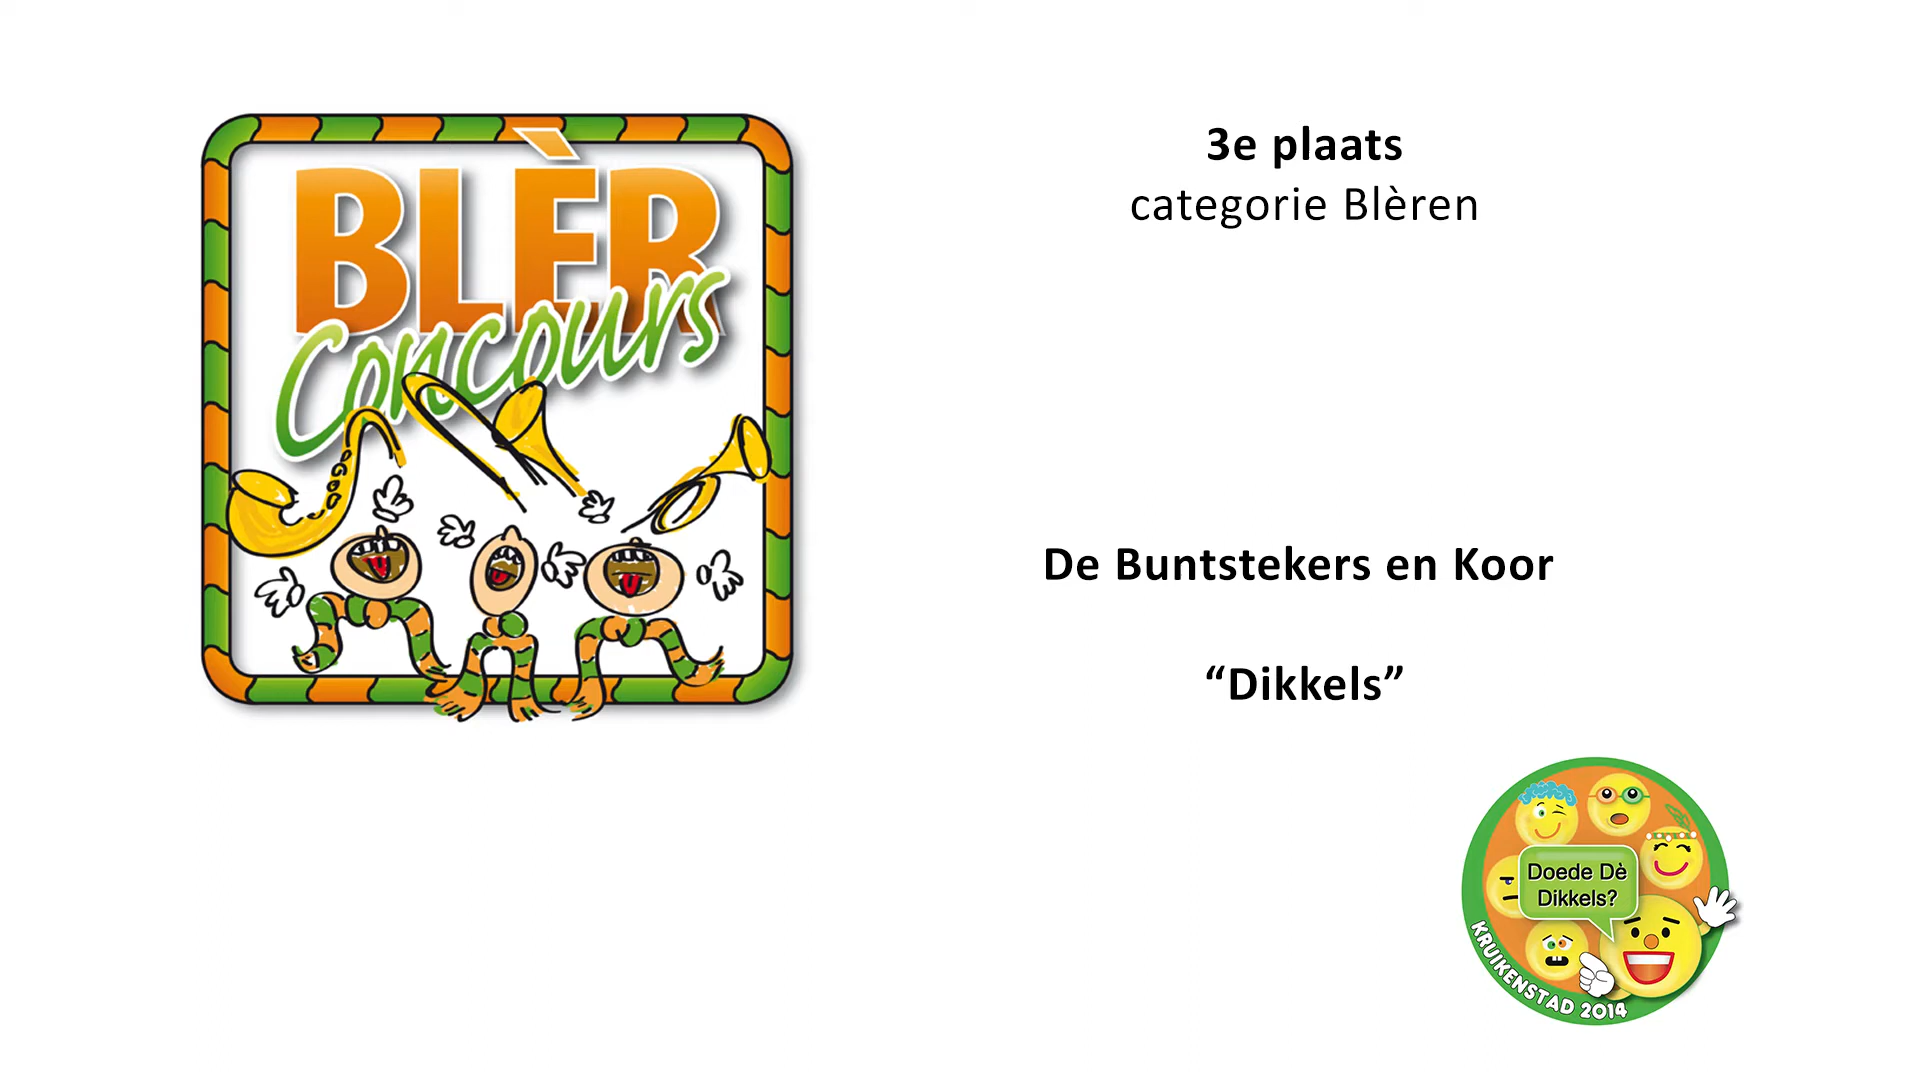 BLÈR
Concours
3e plaats
categorie Blèren
De Buntstekers en Koor
“Dikkels”
Doede Dè
Dikkels?
KRUIKENSTAD 2014